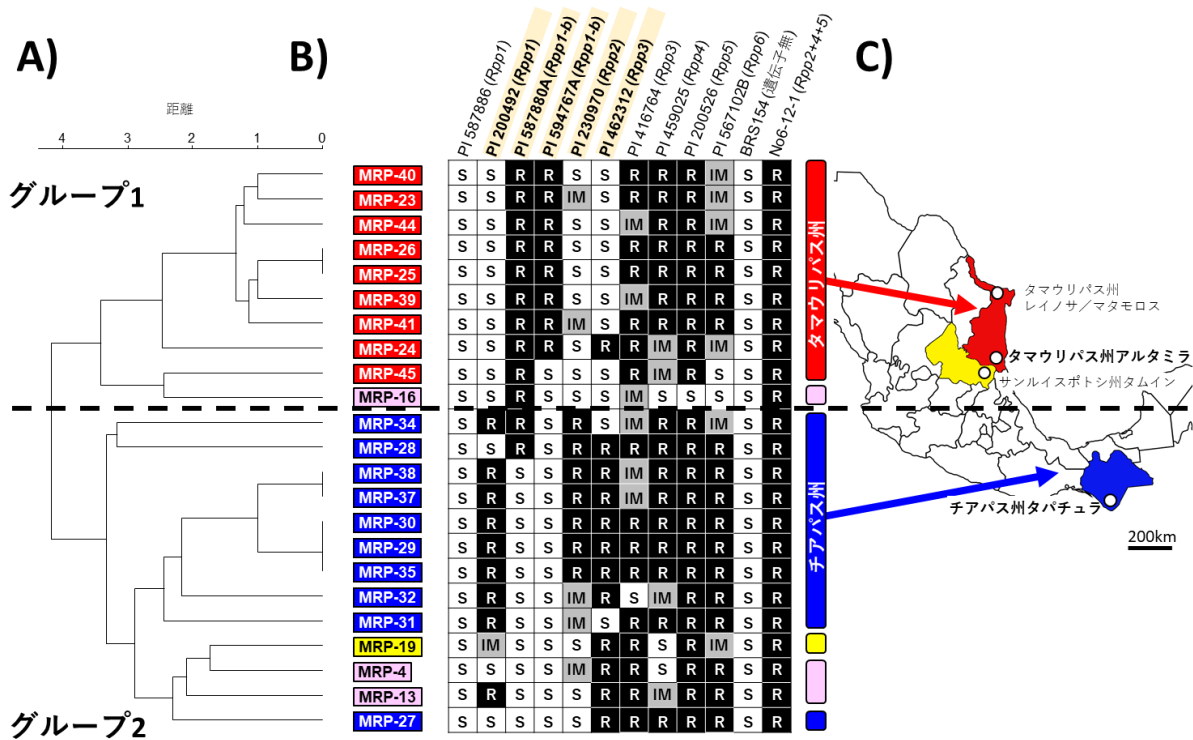 A)
B)
C)
距離
4 3 2 1 0
PI 587886 (Rpp1)
PI 200492 (Rpp1)
PI 587880A (Rpp1-b)
PI 594767A (Rpp1-b)
PI 230970 (Rpp2)
PI 462312 (Rpp3)
PI 416764 (Rpp3)
PI 459025 (Rpp4)
PI 200526 (Rpp5)
PI 567102B (Rpp6)
BRS154 (遺伝子無)
No6-12-1 (Rpp2+4+5)
グループ1
MRP-40 S S R R S S R R R IM S R
MRP-23 S S R R IM S R R R IM S R
MRP-44 S S R R S S IM R R IM S R
MRP-26 S S R R S S R R R R S R
MRP-25 S S R R S S R R R R S R
MRP-39 S S R R S S IM R R R S R
MRP-41 S S R R IM S R R R R S R
MRP-24 S S R R S R R IM R IM S R
MRP-45 S S R S S S R IM R S S R
MRP-16 S S R S S S IM S S S S R
MRP-34 S R R S R S IM R R IM S R
MRP-28 S S R S R R R R R R S R
MRP-38 S R S S R R IM R R R S R
MRP-37 S R S S R R IM R R R S R
MRP-30 S R S S R R R R R R S R
MRP-29 S R S S R R R R R R S R
MRP-35 S R S S R R R R R R S R
MRP-32 S R S S IM R S IM R R S R
MRP-31 S R S S IM S R R R R S R
MRP-19 S IM S S S R R S R IM S R
MRP-4 S S S S IM R R S R R S R
MRP-13 S R S S S R R IM R R S R
MRP-27 S S S S S R R R R R S R
グループ2
タマウリパス州
チアパス州
タマウリパス州
レイノサ／マタモロス
タマウリパス州アルタミラ
サンルイスポトシ州タムイン
チアパス州タパチュラ
200km